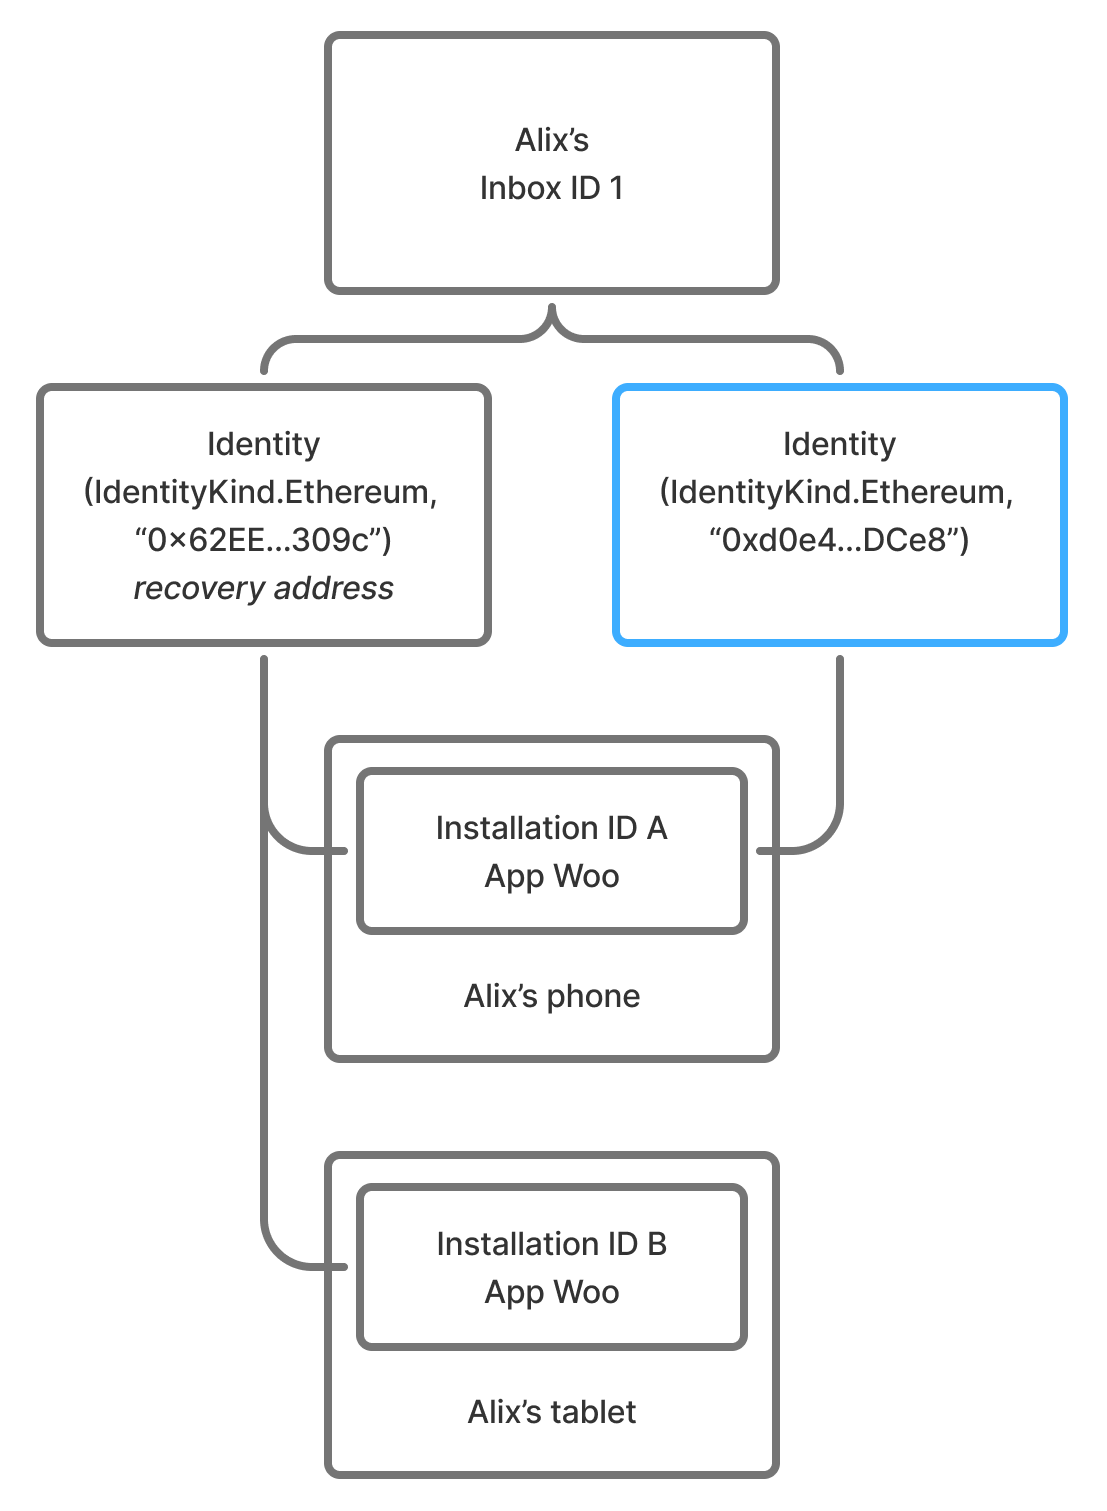 Alix’s
Inbox ID 1
Identity
(IdentityKind.Ethereum,
“0×62EE...309c”)
recovery address
Identity
(IdentityKind.Ethereum,
“0xd0e4...DCe8”)
Installation ID A
App Woo
Alix’s phone
Installation ID B
App Woo
Alix’s tablet